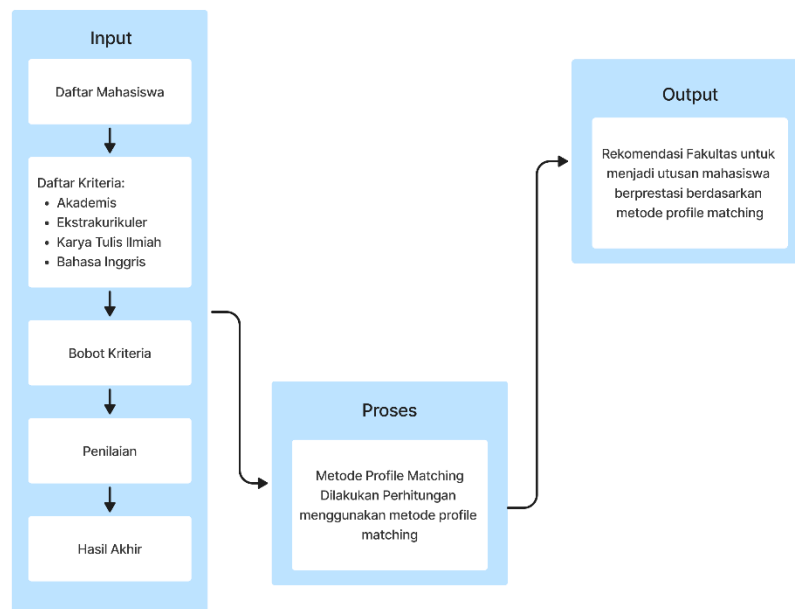 Input
Daftar Mahasiswa
Daftar Kriteria:
• Akademis
• Ekstrakurikuler
• Karya Tulis Ilmiah
• Bahasa Inggris
Bobot Kriteria
Penilaian
Hasil Akhir
Proses
Metode Profile Matching
Dilakukan Perhitungan
menggunakan metode profile
matching
Output
Rekomendasi Fakultas untuk
menjadi utusan mahasiswa
berprestasi berdasarkan
metode profile matching